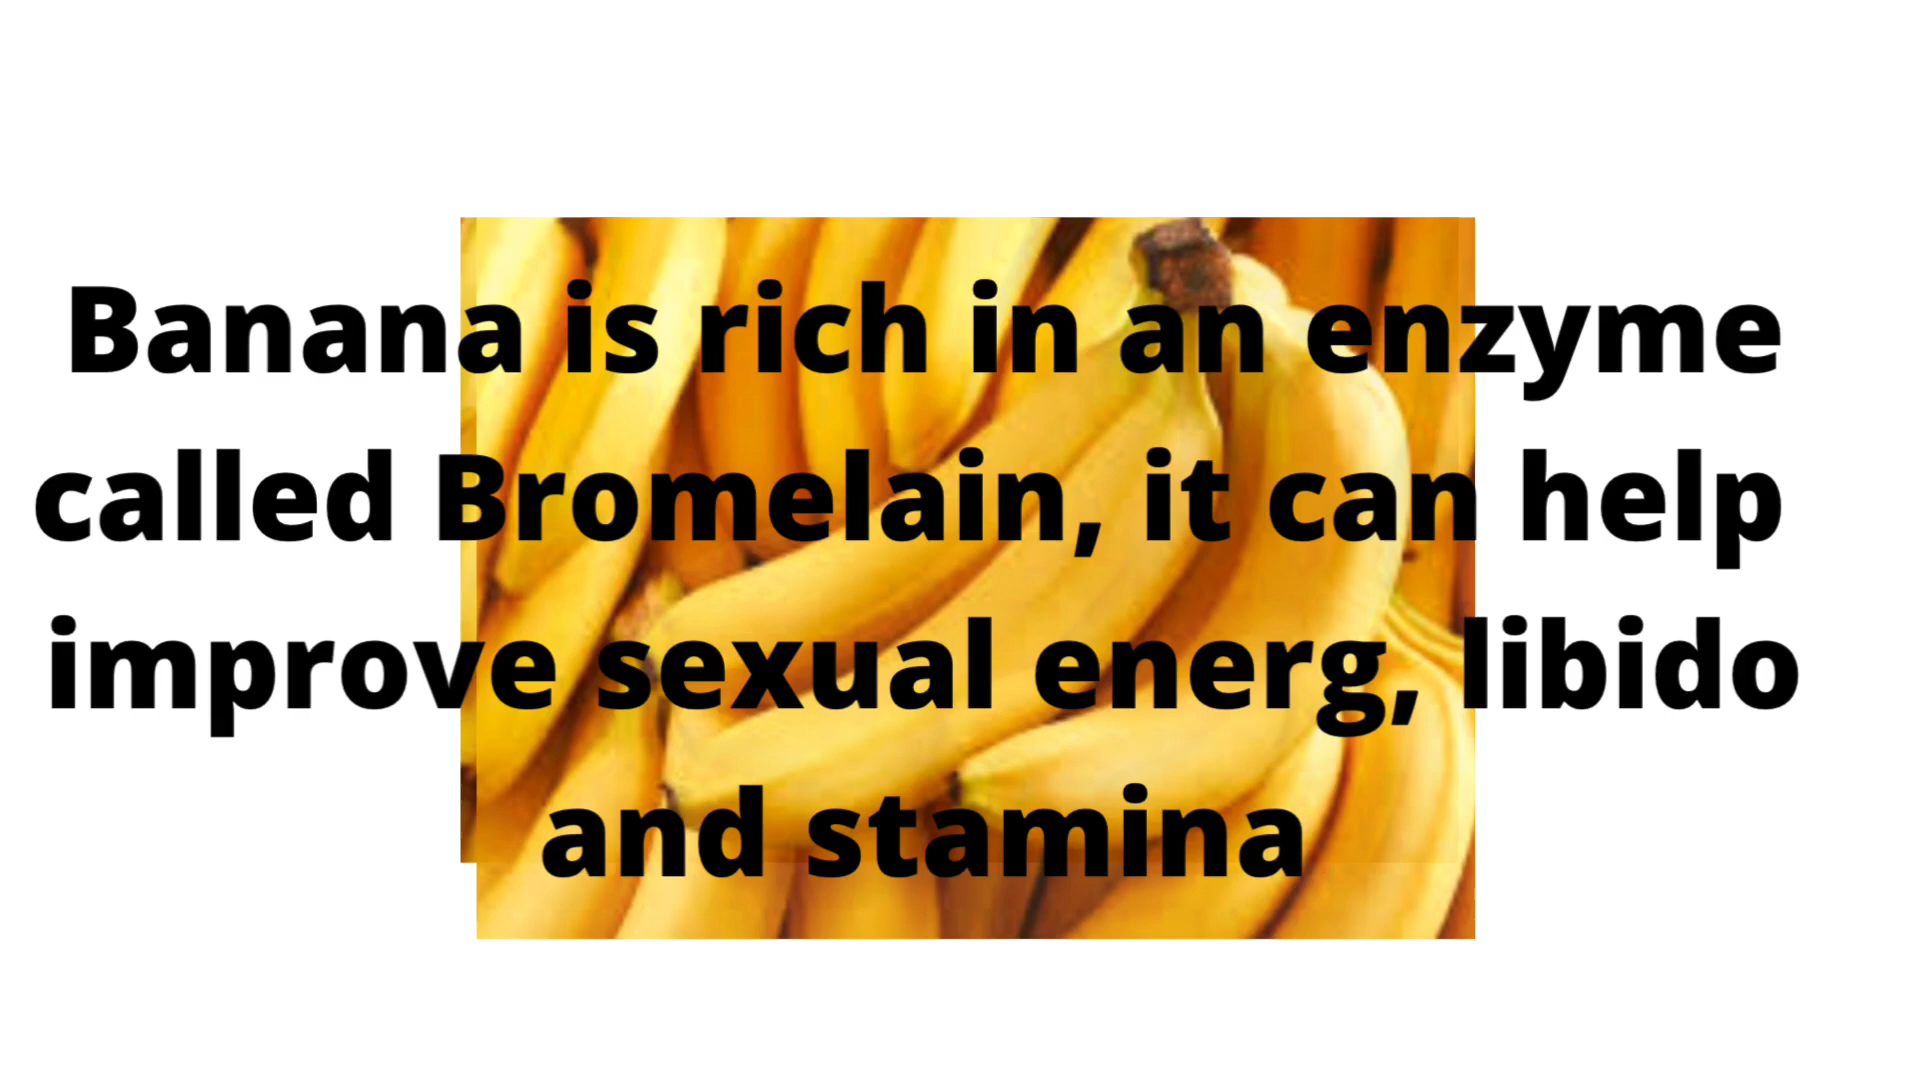 Banana is rich in an enzyme
called Bromelain, it can help
improve sexual energ, libido
and stamina